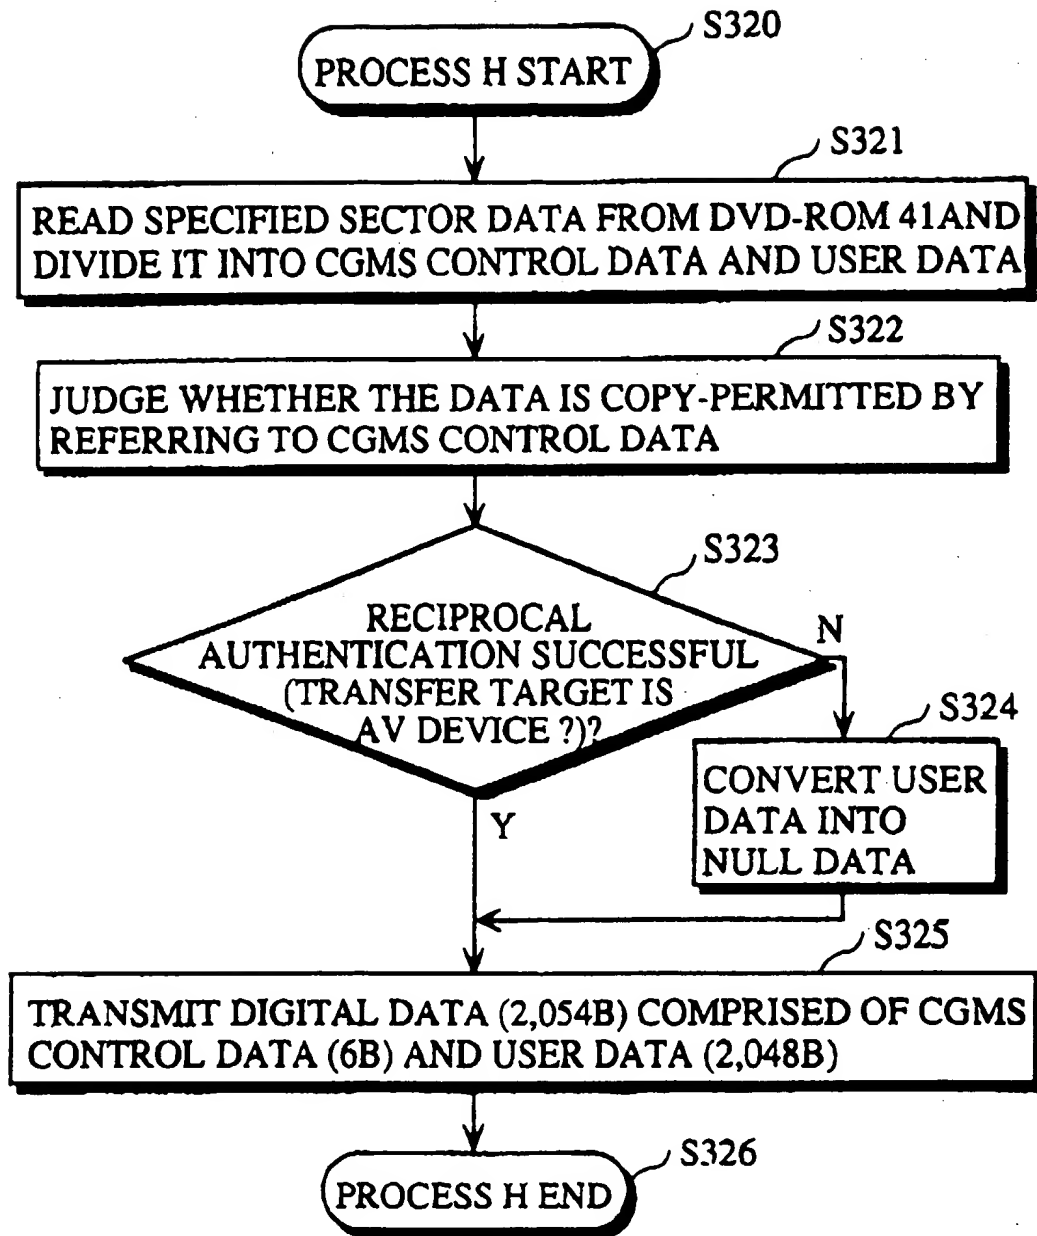 S320
PROCESS H START
S321
READ SPECIFIED SECTOR DATA FROM DVD-ROM 41AND
DIVIDE IT INTO CGMS CONTROL DATA AND USER DATA
S322
JUDGE WHETHER THE DATA IS COPY-PERMITTED BY
REFERRING TO CGMS CONTROL DATA
S323
RECIPROCAL
AUTHENTICATION SUCCESSFUL
(TRANSFER TARGET IS
AV DEVICE ?)?
N
S324
CONVERT USER
DATA INTO
NULL DATA
Y
S325
TRANSMIT DIGITAL DATA (2,054B) COMPRISED OF CGMS
CONTROL DATA (6B) AND USER DATA (2,048B)
S326
PROCESS H END